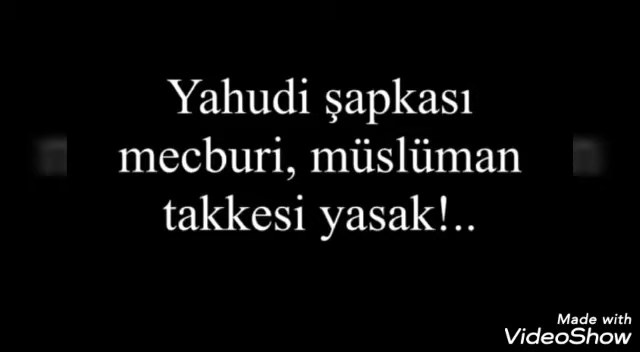 Yahudi şapkası
mecburi, müslüman
takkesi yasak!..
Made with
VideoShow